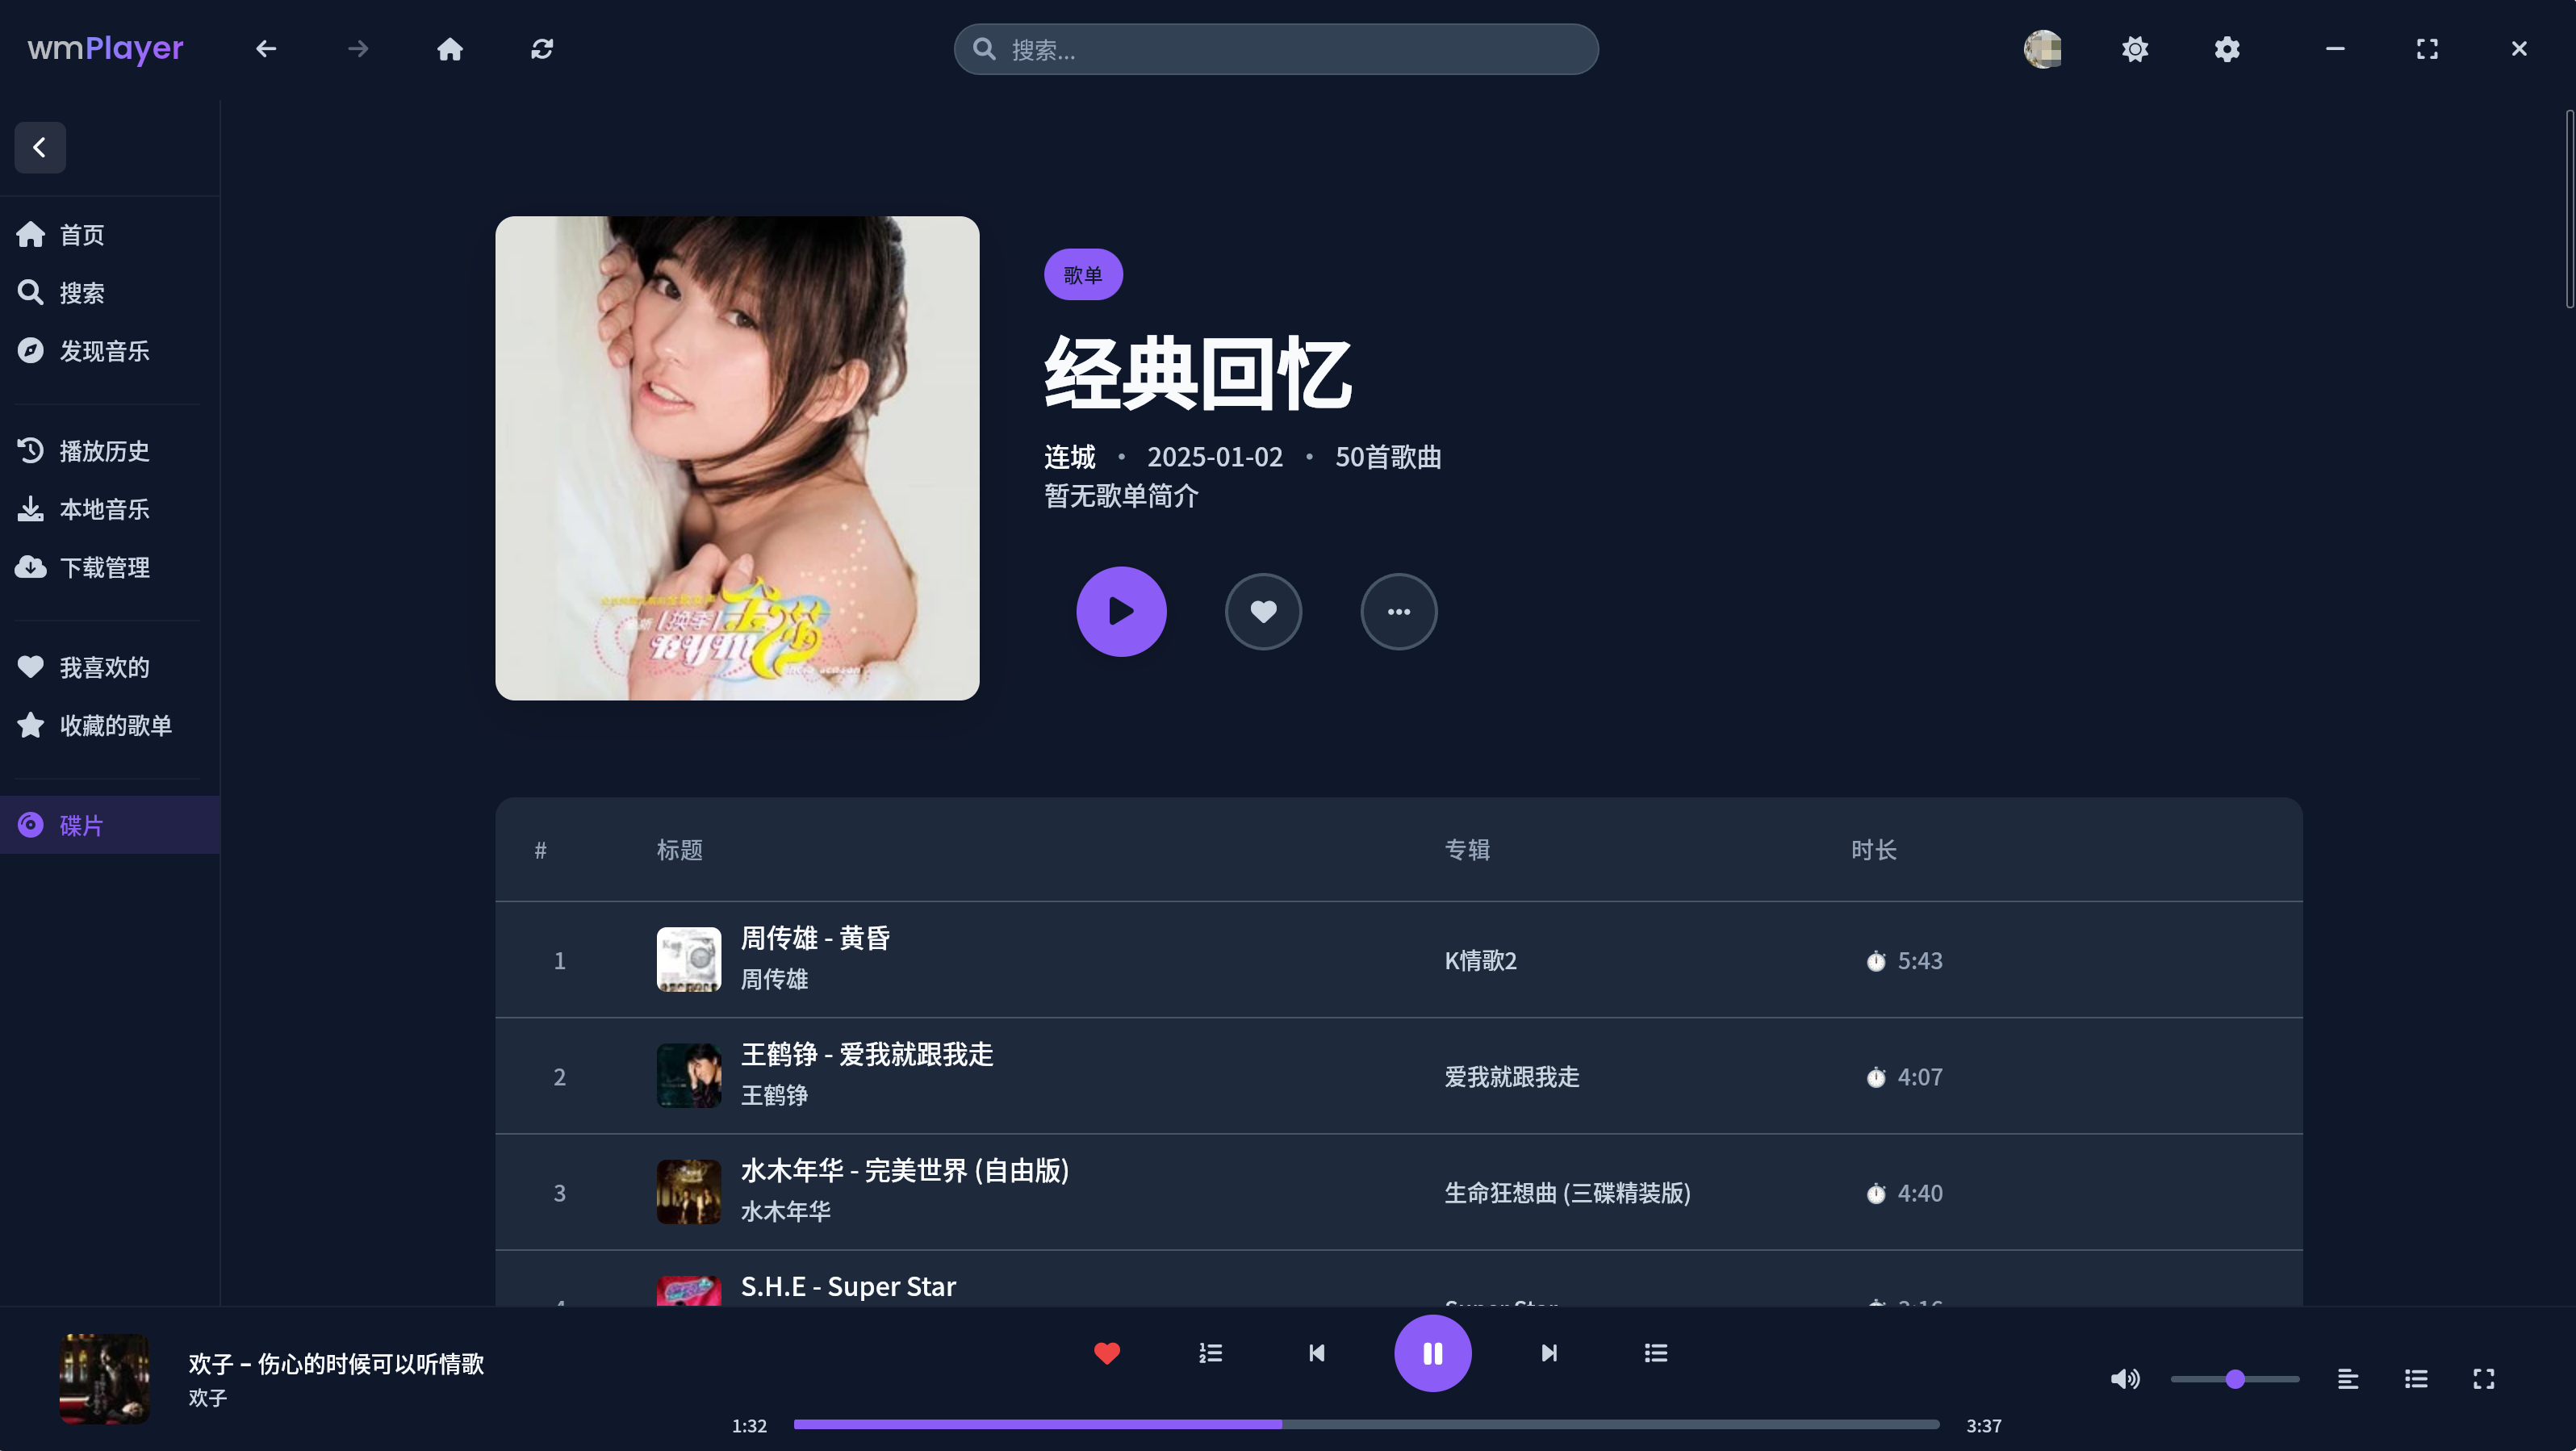 wmPlayer
搜索...
首页
搜索
发现音乐
播放历史
本地音乐
下载管理
我喜欢的
收藏的歌单
碟片
歌单
经典回忆
连城 • 2025-01-02 • 50首歌曲
暂无歌单简介
# 标题 专辑 时长
1 周传雄 - 黄昏 K情歌2 5:43
周传雄
2 王鹤铮 - 爱我就跟我走 爱我就跟我走 4:07
王鹤铮
3 水木年华 - 完美世界 (自由版) 生命狂想曲 (三碟精装版) 4:40
水木年华
S.H.E - Super Star
欢子 – 伤心的时候可以听情歌
欢子
1:32 3:37